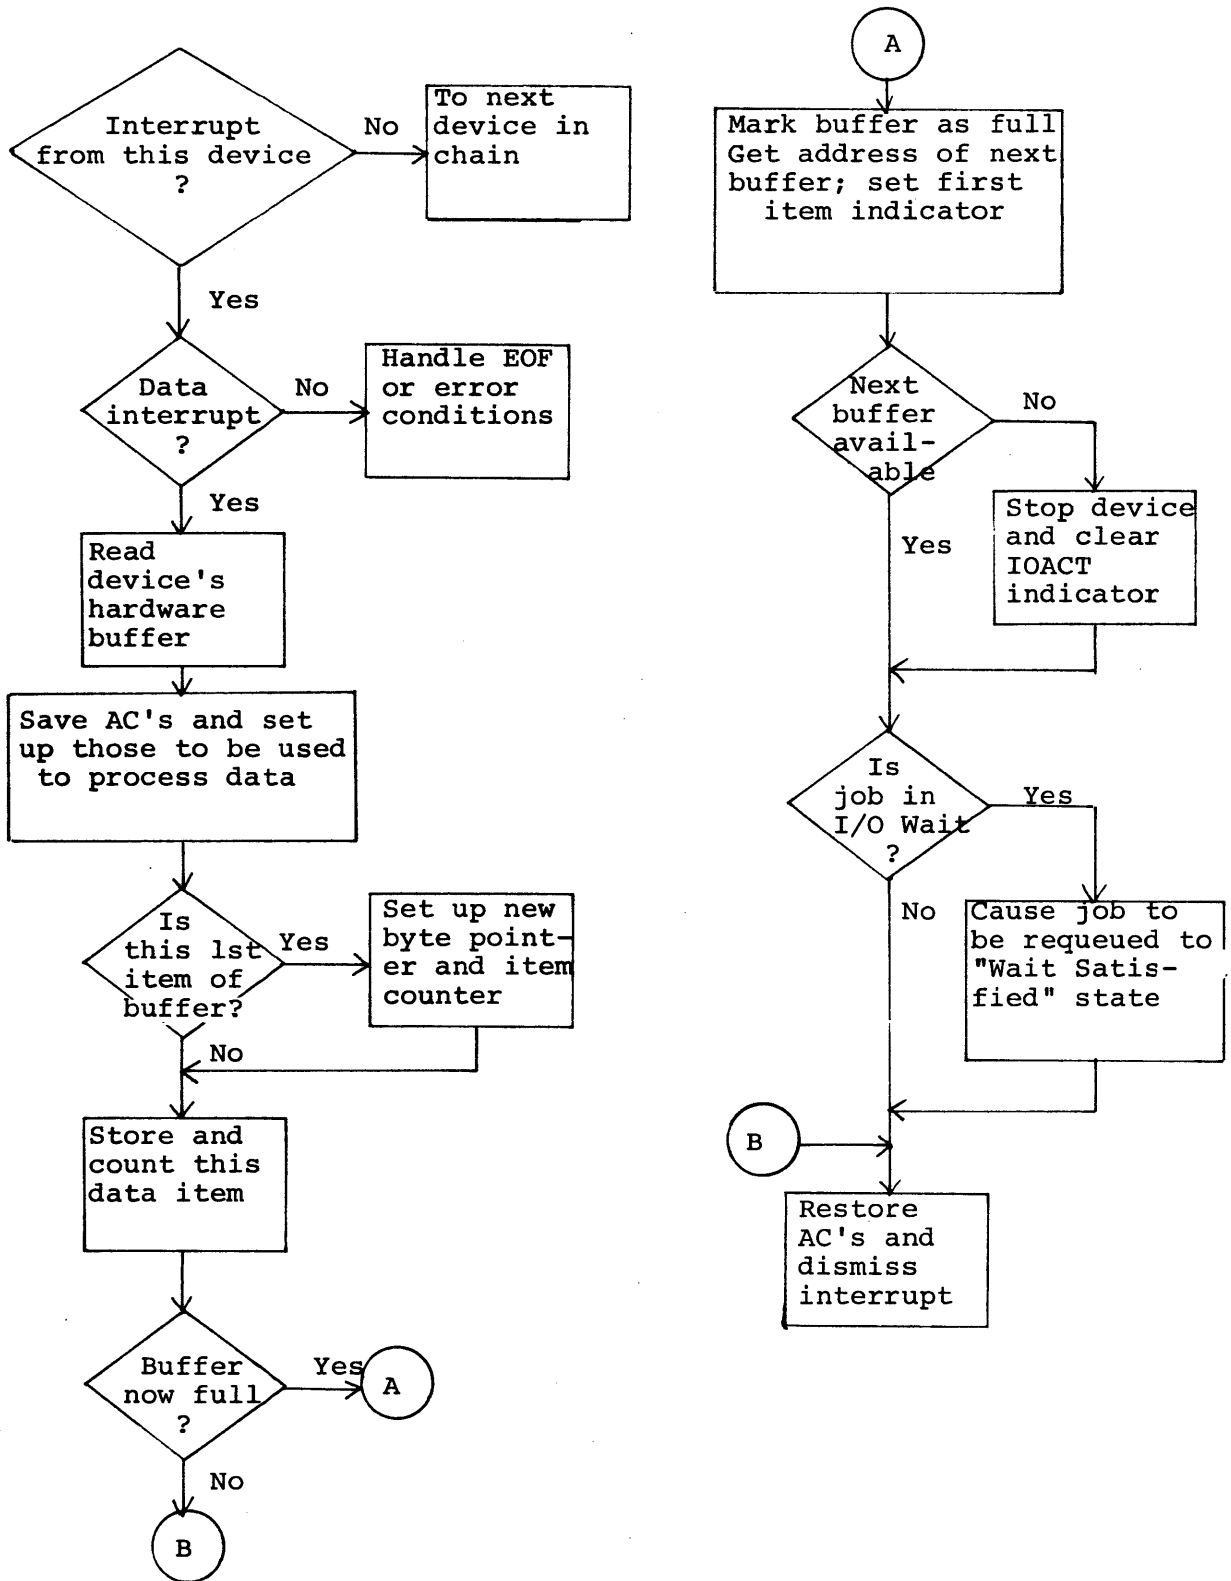 Interrupt
from this device
?
No
To next
device in
chain
Yes
Data
interrupt
?
No
Handle EOF
or error
conditions
Yes
Read
device's
hardware
buffer
Save AC's and set
up those to be used
to process data
Is
this 1st
item of
buffer?
Yes
Set up new
byte point-
er and item
counter
No
Store and
count this
data item
Buffer
now full
?
Yes
A
No
B
A
Mark buffer as full
Get address of next
buffer; set first
item indicator
Next
buffer
avail-
able
No
Stop device
and clear
IOACT
indicator
Yes
Is
job in
I/O Wait
?
Yes
Cause job to
be requeued to
"Wait Satis-
fied" state
No
B
Restore
AC's and
dismiss
interrupt